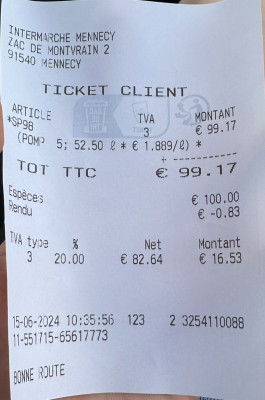 INTERMARCHE MENNECY
ZAC DE MONTVRAIN 2
91540 MENNECY
TICKET CLIENT
ARTICLE TVA MONTANT
*SP98 3 € 99.17
(POMP 5; 52.50 ℓ * € 1.889/ℓ) *
+ ----------
TOT TTC € 99.17
Espèces € 100.00
Rendu € -0.83
TVA type % Net Montant
3 20.00 € 82.64 € 16.53
15-06-2024 10:35:56 123 2 3254110088
11-551715-65617773
BONNE ROUTE